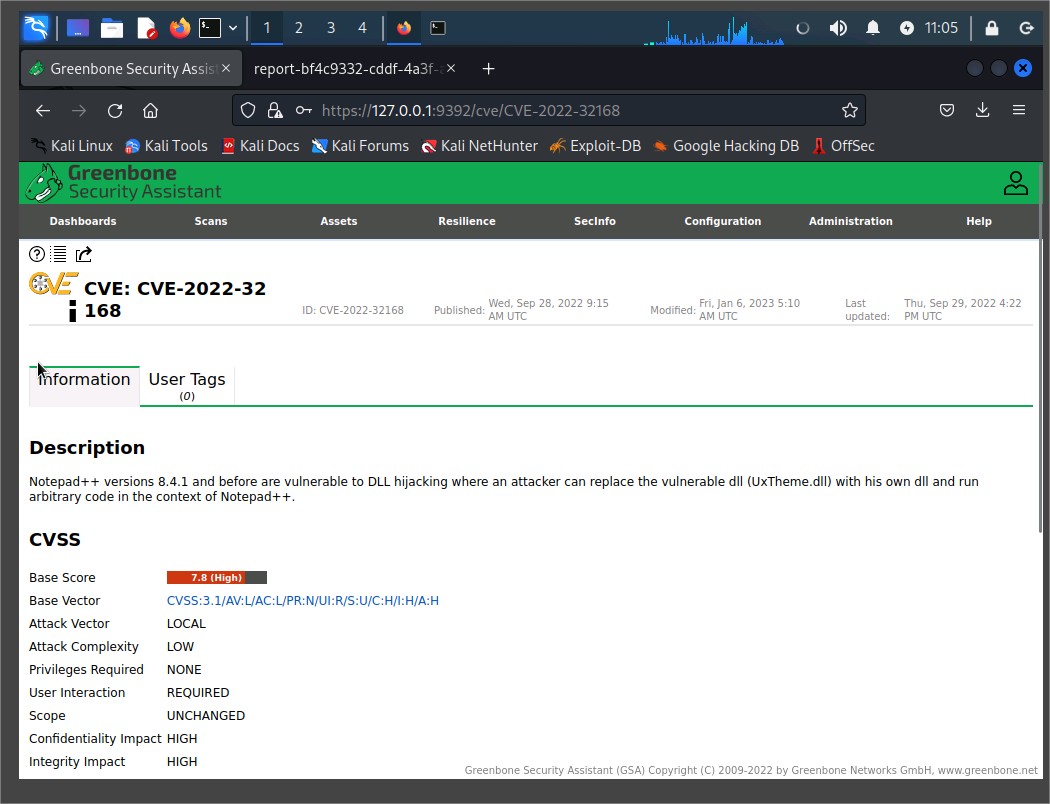 1 2 3 4 11:05
Greenbone Security Assis
report-bf4c9332-cddf-4a3f-a
https://127.0.0.1:9392/cve/CVE-2022-32168
Kali Linux Kali Tools Kali Docs Kali Forums Kali NetHunter Exploit-DB Google Hacking DB OffSec
Greenbone
Security Assistant
Dashboards Scans Assets Resilience SecInfo Configuration Administration Help
CVE
CVE: CVE-2022-32
168
ID: CVE-2022-32168
Published: Wed, Sep 28, 2022 9:15
AM UTC
Modified: Fri, Jan 6, 2023 5:10
AM UTC
Last
updated:
Thu, Sep 29, 2022 4:22
PM UTC
Information User Tags
(0)
Description
Notepad++ versions 8.4.1 and before are vulnerable to DLL hijacking where an attacker can replace the vulnerable dll (UxTheme.dll) with his own dll and run
arbitrary code in the context of Notepad++.
CVSS
Base Score 7.8 (High)
Base Vector CVSS:3.1/AV:L/AC:L/PR:N/UI:R/S:U/C:H/I:H/A:H
Attack Vector LOCAL
Attack Complexity LOW
Privileges Required NONE
User Interaction REQUIRED
Scope UNCHANGED
Confidentiality Impact HIGH
Integrity Impact HIGH
Greenbone Security Assistant (GSA) Copyright (C) 2009-2022 by Greenbone Networks GmbH, www.greenbone.net